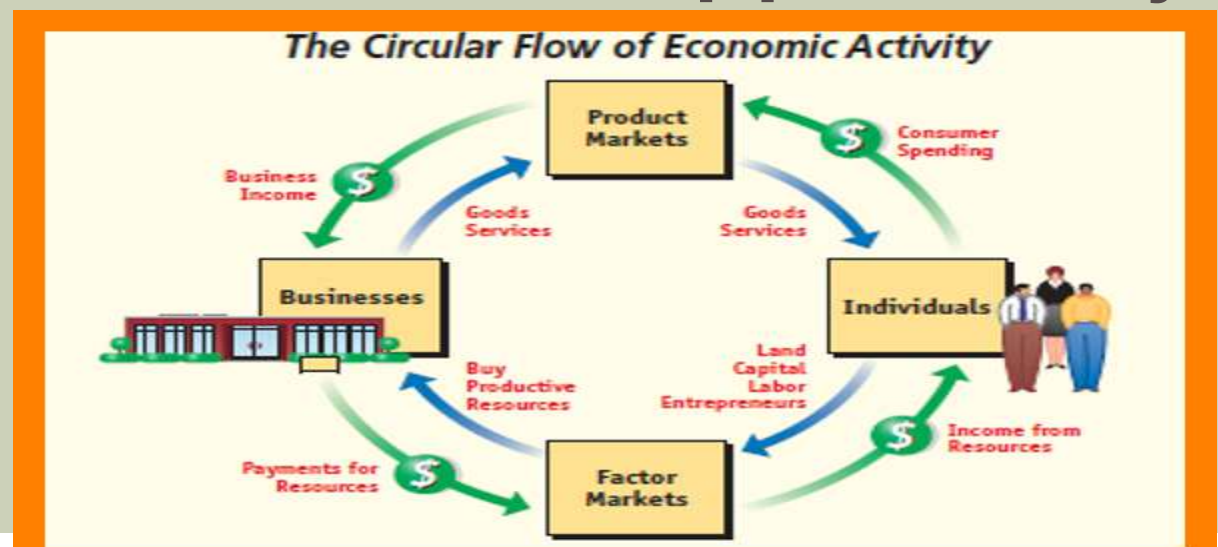 The Circular Flow of Economic Activity
Product
Markets
Consumer
Spending
Business
Income
Goods
Services
Goods
Services
Businesses
Individuals
Buy
Productive
Resources
Land
Capital
Labor
Entrepreneurs
Payments for
Resources
Income from
Resources
Factor
Markets
$
$
$
$